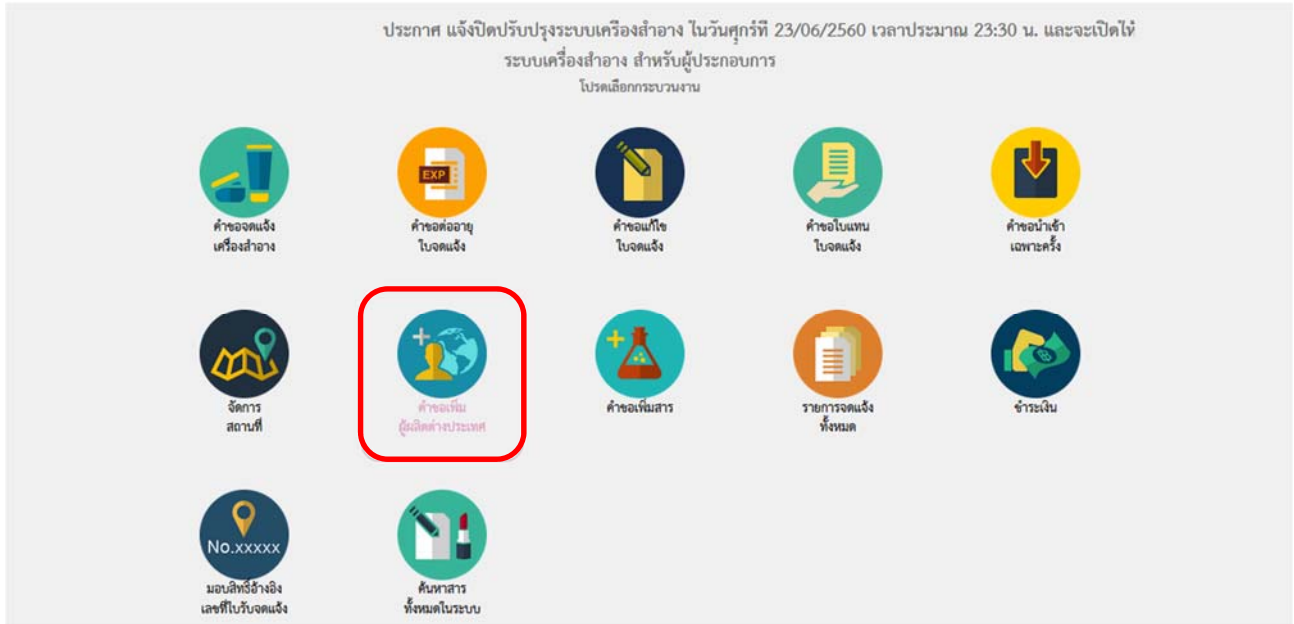 ประกาศ แจ้งปิดปรับปรุงระบบเครื่องสำอาง ในวันศุกร์ที่ 23/06/2560 เวลาประมาณ 23:30 น. และจะเปิดให้
ระบบเครื่องสำอาง สำหรับผู้ประกอบการ
โปรดเลือกกระบวนงาน
EXP
คำขอจดแจ้ง
เครื่องสำอาง
คำขอต่ออายุ
ใบจดแจ้ง
คำขอแก้ไข
ใบจดแจ้ง
คำขอใบแทน
ใบจดแจ้ง
คำขอนำเข้า
เฉพาะครั้ง
จัดการ
สถานที่
คำขอเพิ่ม
ผู้ผลิตต่างประเทศ
คำขอเพิ่มสาร
รายการจดแจ้ง
ทั้งหมด
ชำระเงิน
No.xxxxx
มอบสิทธิ์อ้างอิง
เลขที่ใบรับจดแจ้ง
ค้นหาสาร
ทั้งหมดในระบบ